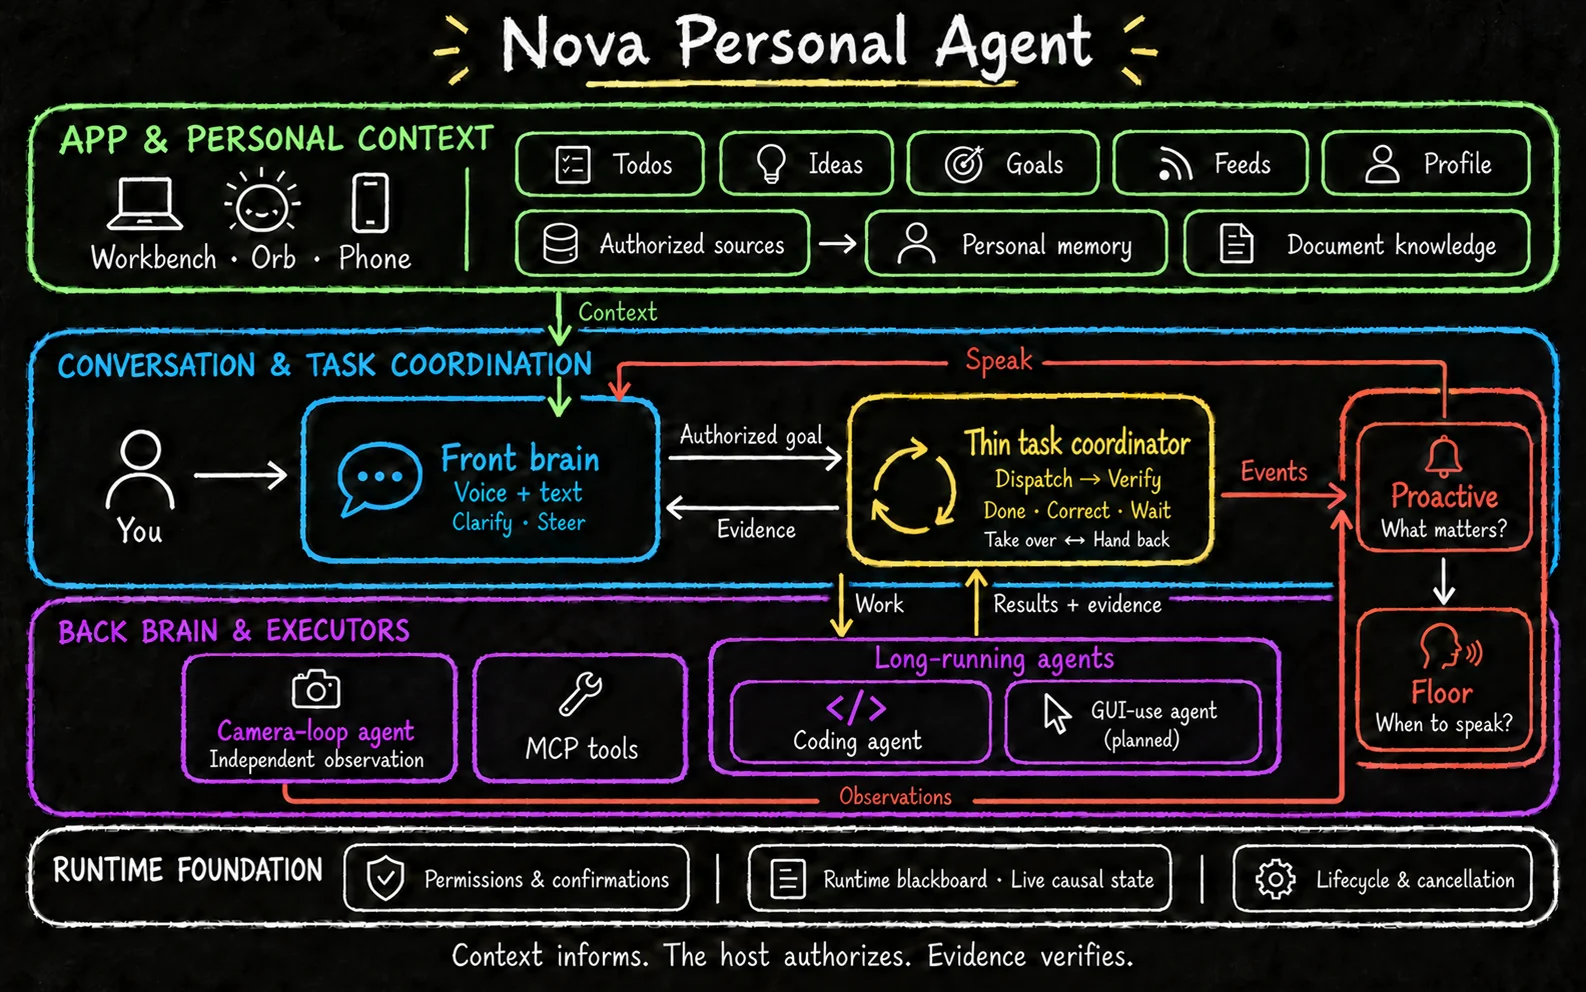 Nova Personal Agent
APP & PERSONAL CONTEXT
Workbench · Orb · Phone
Todos
Ideas
Goals
Feeds
Profile
Authorized sources
Personal memory
Document knowledge
Context
CONVERSATION & TASK COORDINATION
Speak
You
Front brain
Voice + text
Clarify · Steer
Authorized goal
Evidence
Thin task coordinator
Dispatch → Verify
Done · Correct · Wait
Take over ↔ Hand back
Events
Proactive
What matters?
Work
Results + evidence
Floor
When to speak?
BACK BRAIN & EXECUTORS
Camera-loop agent
Independent observation
MCP tools
Long-running agents
</>
Coding agent
GUI-use agent
(planned)
Observations
RUNTIME FOUNDATION
Permissions & confirmations
Runtime blackboard · Live causal state
Lifecycle & cancellation
Context informs. The host authorizes. Evidence verifies.